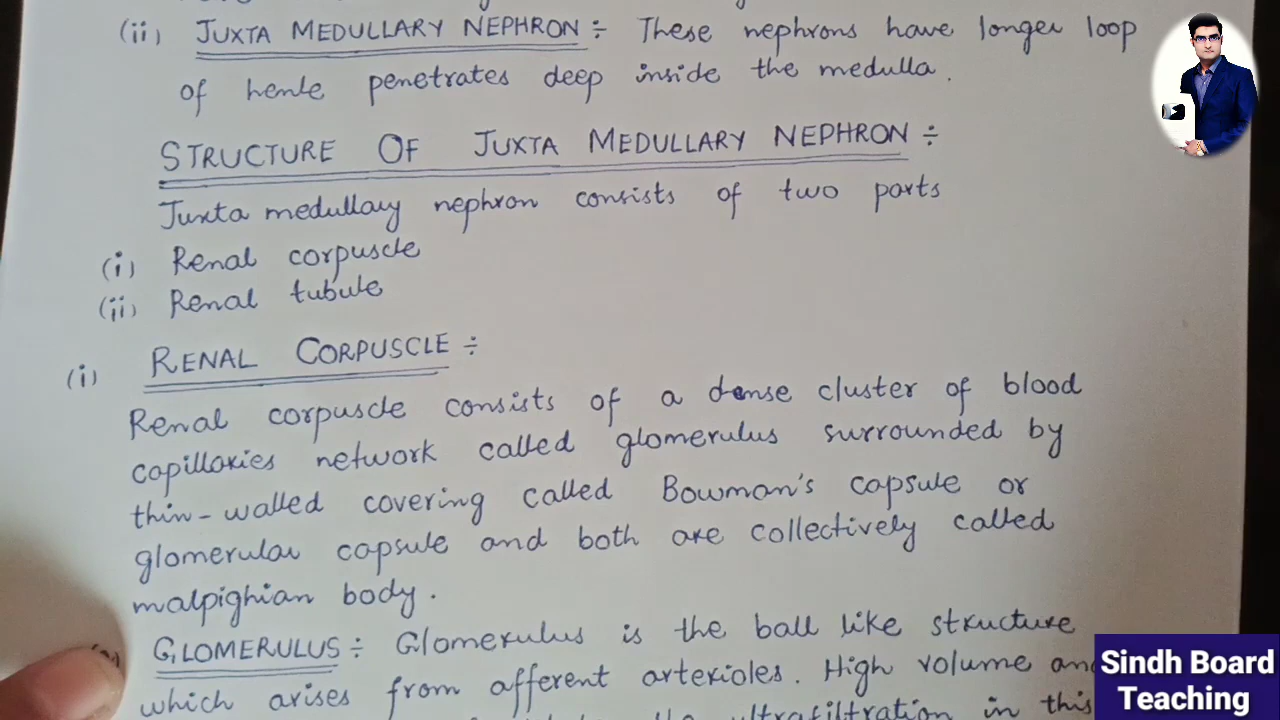 (ii) JUXTA MEDULLARY NEPHRON ÷ These nephrons have longer loop
of henle penetrates deep inside the medulla.
STRUCTURE OF JUXTA MEDULLARY NEPHRON ÷
Juxta medullary nephron consists of two parts
(i) Renal corpuscle
(ii) Renal tubule
(i) RENAL CORPUSCLE ÷
Renal corpuscle consists of a dense cluster of blood
capillaries network called glomerulus surrounded by
thin-walled covering called Bowman's capsule or
glomerular capsule and both are collectively called
malpighian body.
GLOMERULUS ÷ Glomerulus is the ball like structure
which arises from afferent arterioles. High volume
ultrafiltration in this
Sindh Board
Teaching